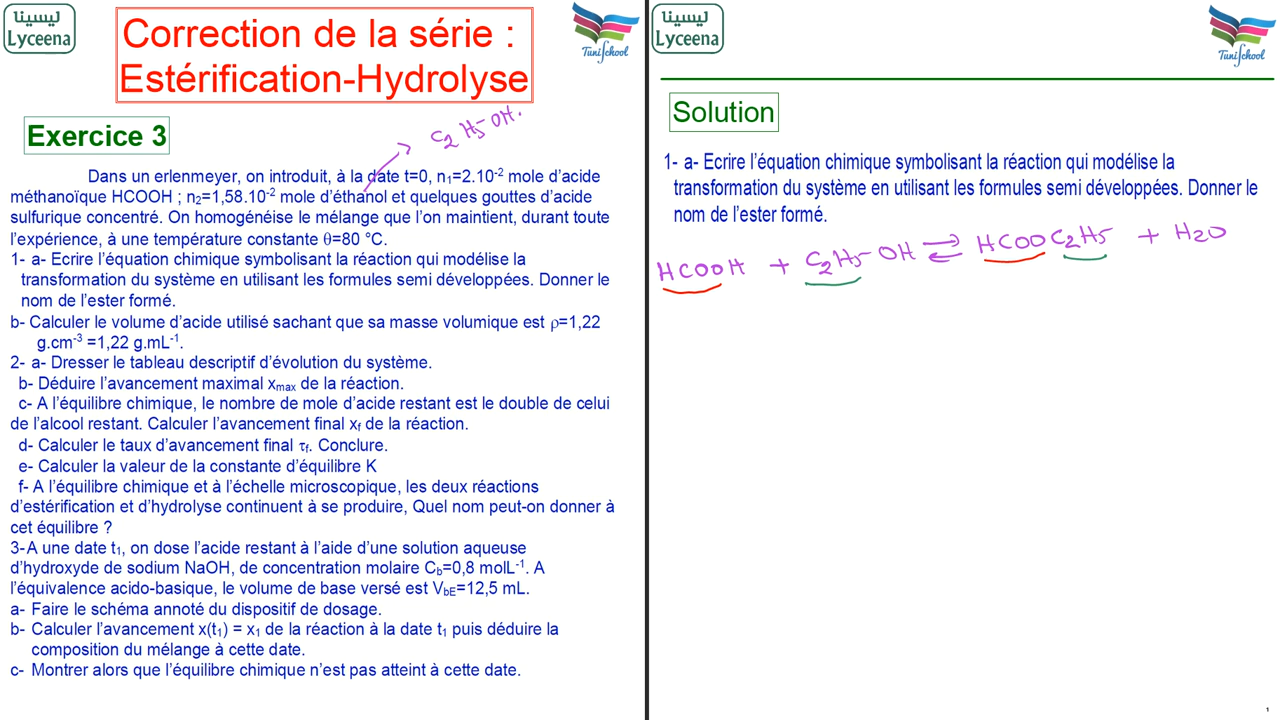 ليسينا
Lyceena
Correction de la série :
Estérification-Hydrolyse
TuniSchool
Exercice 3
C2H5-OH.
Dans un erlenmeyer, on introduit, à la date t=0, n1=2.10-2 mole d’acide
méthanoïque HCOOH ; n2=1,58.10-2 mole d’éthanol et quelques gouttes d’acide
sulfurique concentré. On homogénéise le mélange que l’on maintient, durant toute
l’expérience, à une température constante θ=80 °C.
1- a- Ecrire l’équation chimique symbolisant la réaction qui modélise la
transformation du système en utilisant les formules semi développées. Donner le
nom de l’ester formé.
b- Calculer le volume d’acide utilisé sachant que sa masse volumique est ρ=1,22
g.cm-3 =1,22 g.mL-1.
2- a- Dresser le tableau descriptif d’évolution du système.
b- Déduire l’avancement maximal xmax de la réaction.
c- A l’équilibre chimique, le nombre de mole d’acide restant est le double de celui
de l’alcool restant. Calculer l’avancement final xf de la réaction.
d- Calculer le taux d’avancement final τf. Conclure.
e- Calculer la valeur de la constante d’équilibre K
f- A l’équilibre chimique et à l’échelle microscopique, les deux réactions
d’estérification et d’hydrolyse continuent à se produire, Quel nom peut-on donner à
cet équilibre ?
3-A une date t1, on dose l’acide restant à l’aide d’une solution aqueuse
d’hydroxyde de sodium NaOH, de concentration molaire Cb=0,8 molL-1. A
l’équivalence acido-basique, le volume de base versé est VbE=12,5 mL.
a- Faire le schéma annoté du dispositif de dosage.
b- Calculer l’avancement x(t1) = x1 de la réaction à la date t1 puis déduire la
composition du mélange à cette date.
c- Montrer alors que l’équilibre chimique n’est pas atteint à cette date.
ليسينا
Lyceena
TuniSchool
Solution
1- a- Ecrire l’équation chimique symbolisant la réaction qui modélise la
transformation du système en utilisant les formules semi développées. Donner le
nom de l’ester formé.
HCOOH + C2H5-OH ⇌ HCOOC2H5 + H2O
1